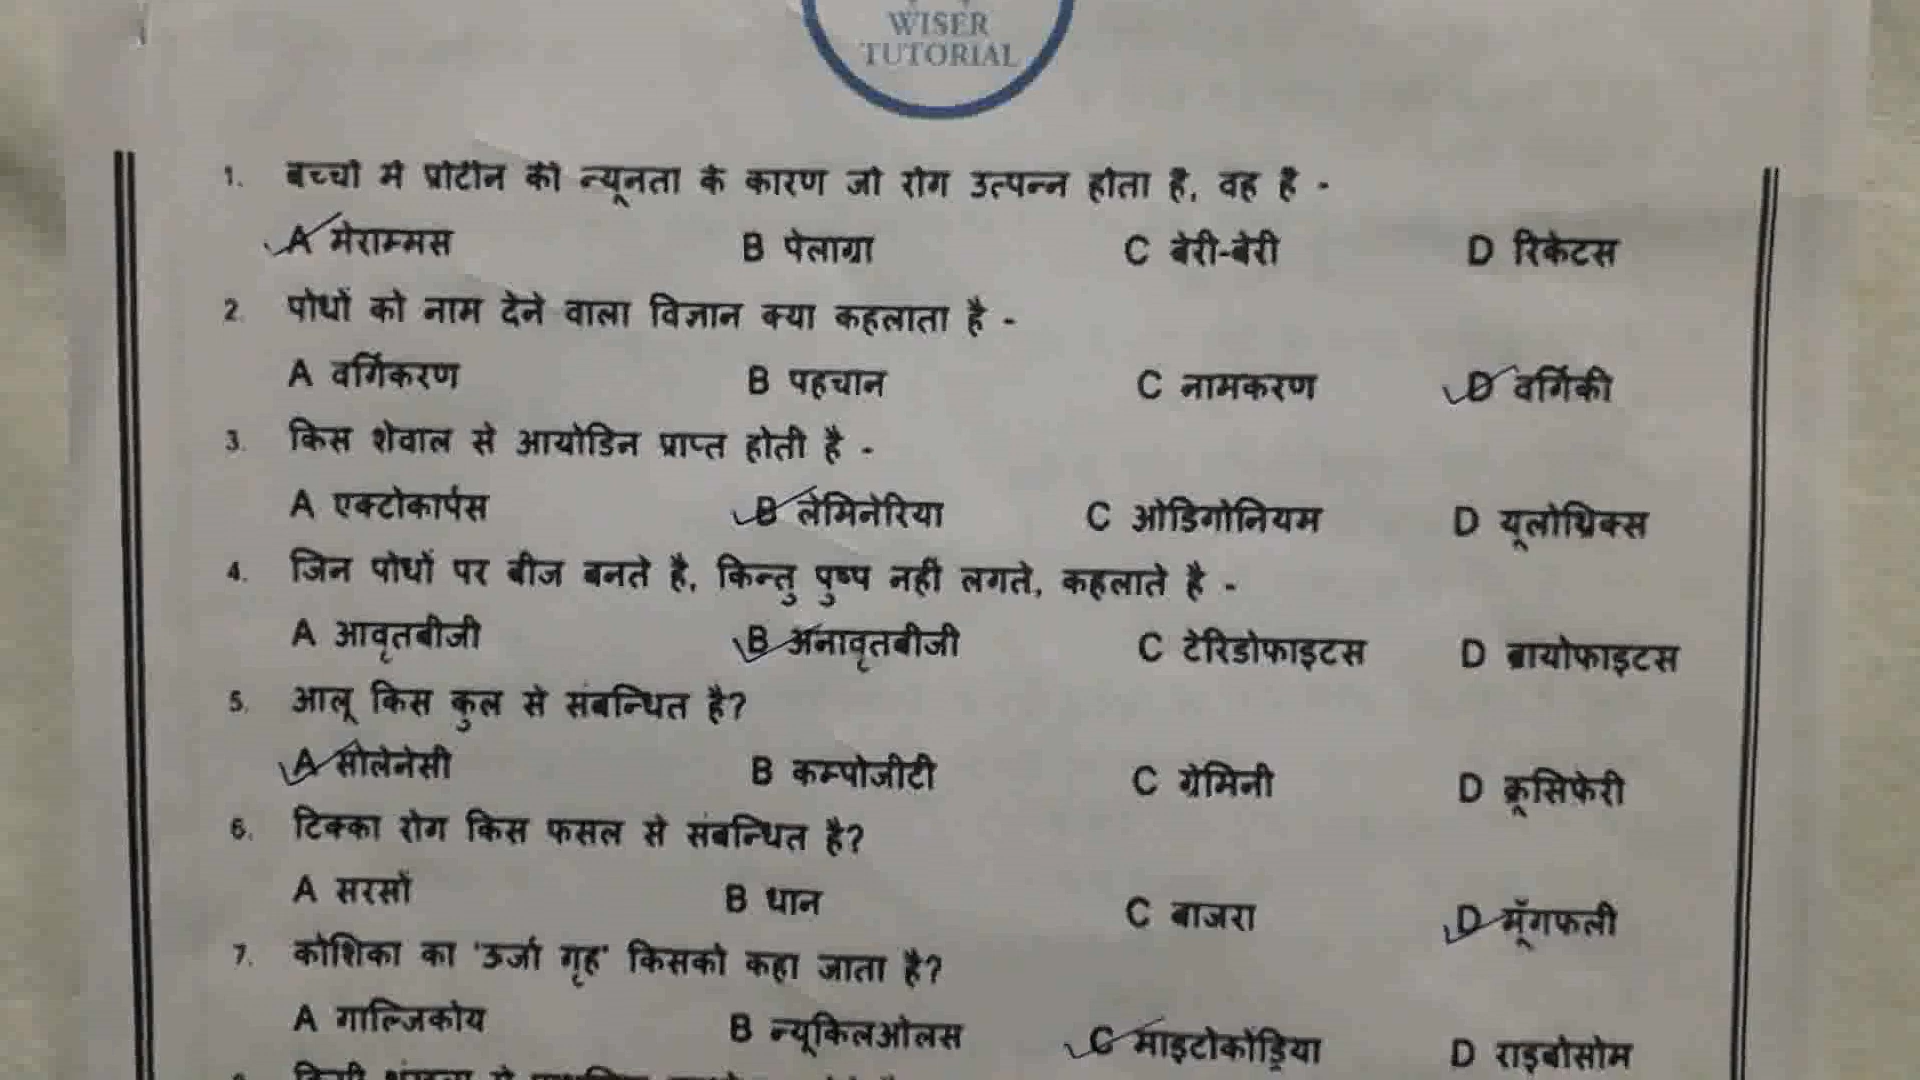 WISER
TUTORIAL
1. बच्चों में प्रोटीन की न्यूनता के कारण जो रोग उत्पन्न होता है, वह है -
A मेराम्मस B पेलाग्रा C बेरी-बेरी D रिकेटस
2. पोधों को नाम देने वाला विज्ञान क्या कहलाता है -
A वर्गिकरण B पहचान C नामकरण D वर्गिकी
3. किस शेवाल से आयोडिन प्राप्त होती है -
A एक्टोकार्पस B लेमिनेरिया C ओडिगोनियम D यूलोथ्रिक्स
4. जिन पोधों पर बीज बनते है, किन्तु पुष्प नहीं लगते, कहलाते है -
A आवृतबीजी B अनावृतबीजी C टेरिडोफाइटस D ब्रायोफाइटस
5. आलू किस कुल से संबन्धित है?
A सोलेनेसी B कम्पोजीटी C ग्रेमिनी D क्रूसिफेरी
6. टिक्का रोग किस फसल से संबन्धित है?
A सरसों B धान C बाजरा D मूँगफली
7. कोशिका का 'ऊर्जा गृह' किसको कहा जाता है?
A गाल्जिकोय B न्यूकिलओलस C माइटोकोंड्रिया D राइबोसोम